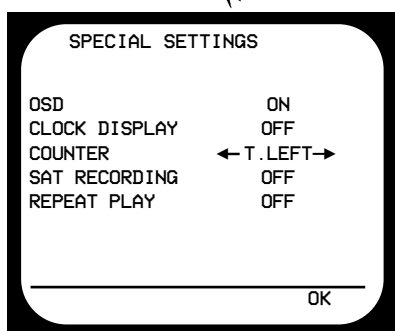 SPECIAL SETTINGS
OSD ON
CLOCK DISPLAY OFF
COUNTER ←T.LEFT→
SAT RECORDING OFF
REPEAT PLAY OFF
OK